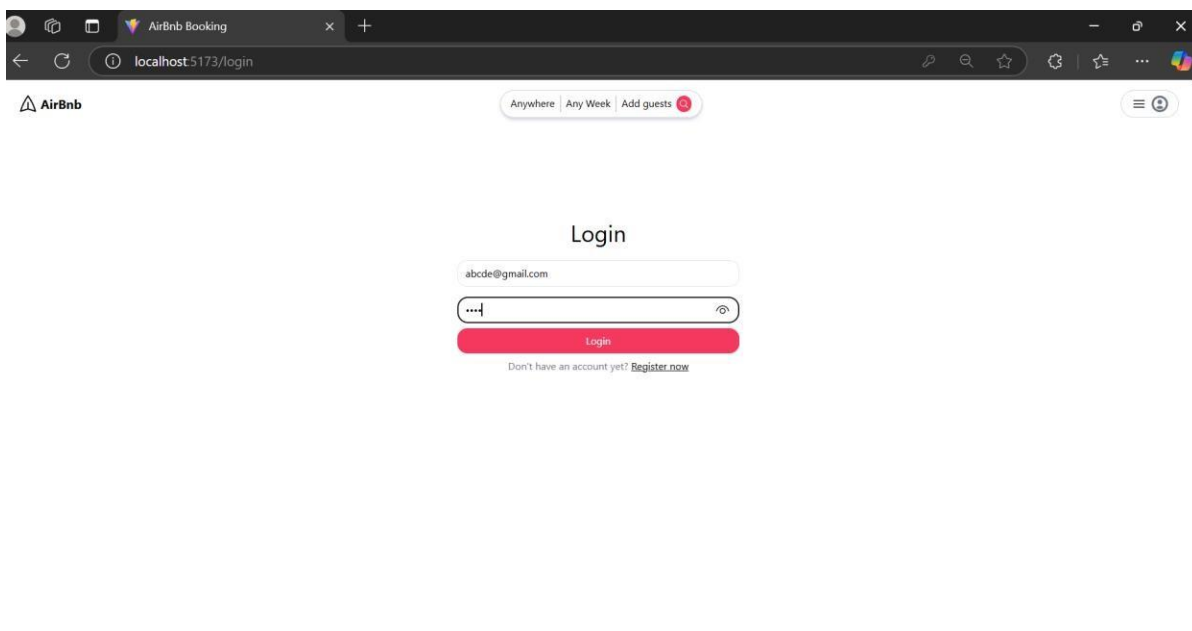 AirBnb Booking
localhost:5173/login
AirBnb
Anywhere Any Week Add guests
Login
abcde@gmail.com
••••
Login
Don't have an account yet? Register now